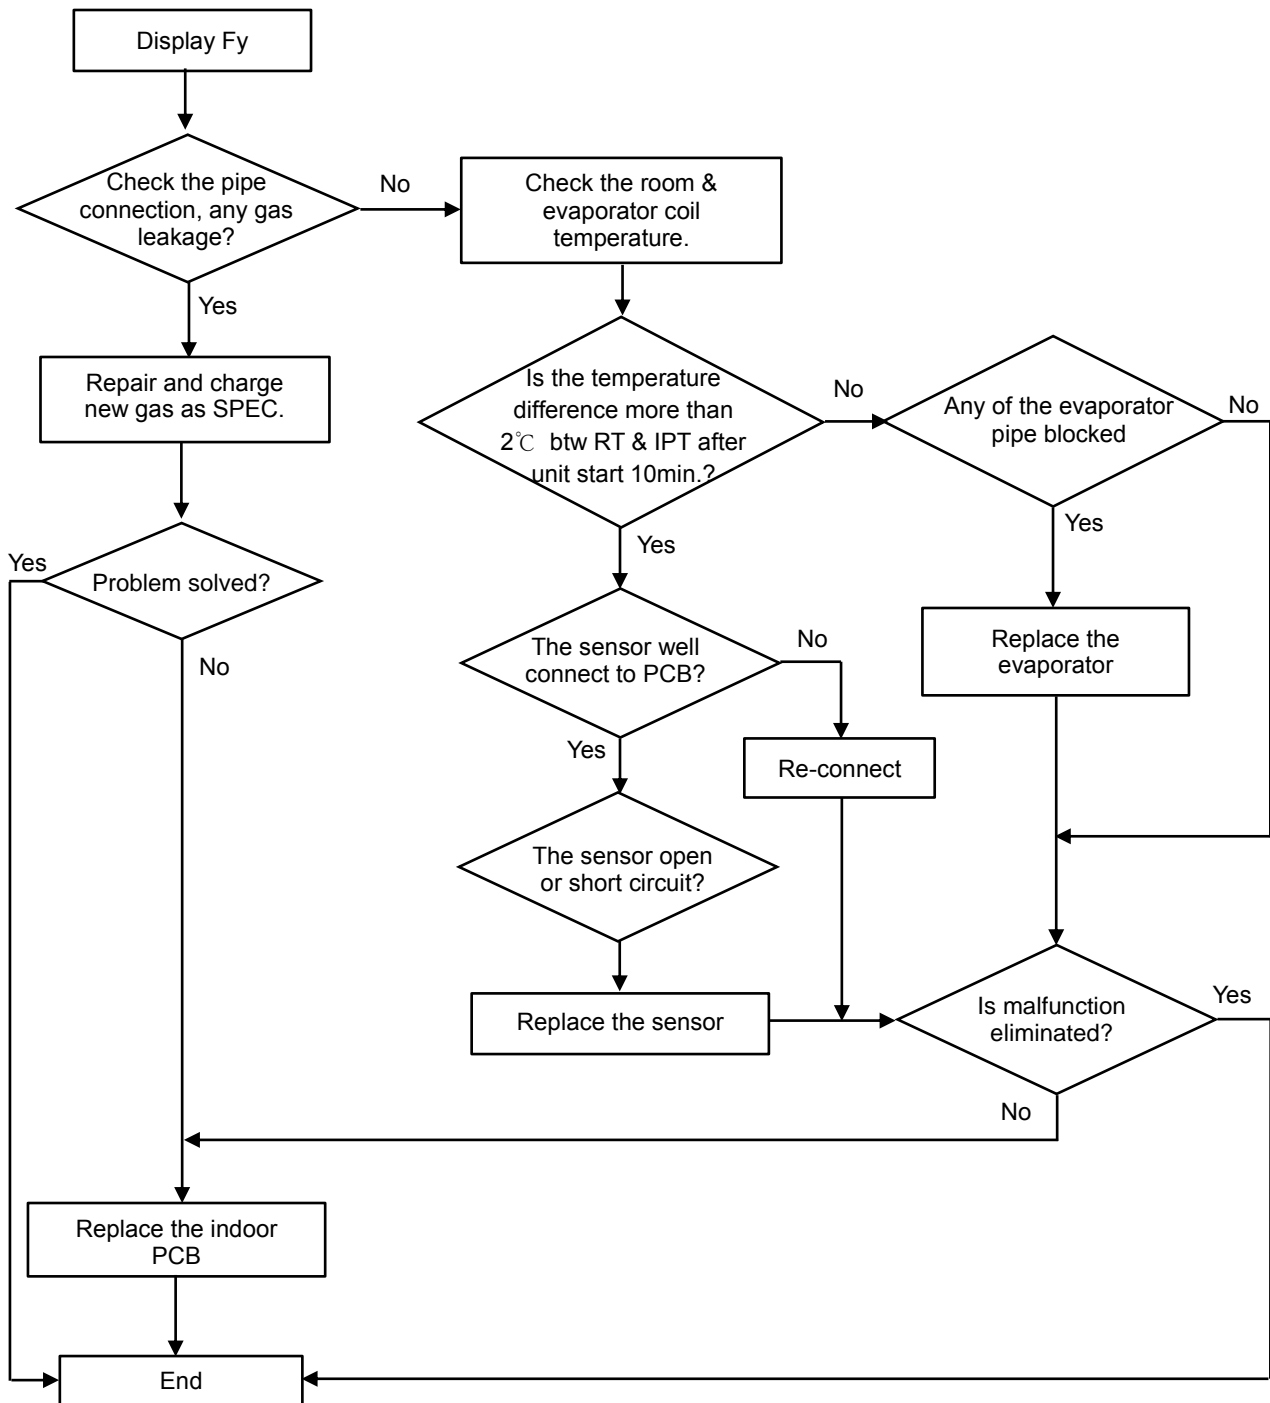 Display Fy
Check the pipe
connection, any gas
leakage?
No
Check the room &
evaporator coil
temperature.
Yes
Repair and charge
new gas as SPEC.
Is the temperature
difference more than
2℃ btw RT & IPT after
unit start 10min.?
No
Any of the evaporator
pipe blocked
No
Yes
Yes
Problem solved?
Yes
No
The sensor well
connect to PCB?
No
Replace the
evaporator
Yes
Re-connect
The sensor open
or short circuit?
Replace the sensor
Is malfunction
eliminated?
Yes
No
Replace the indoor
PCB
End